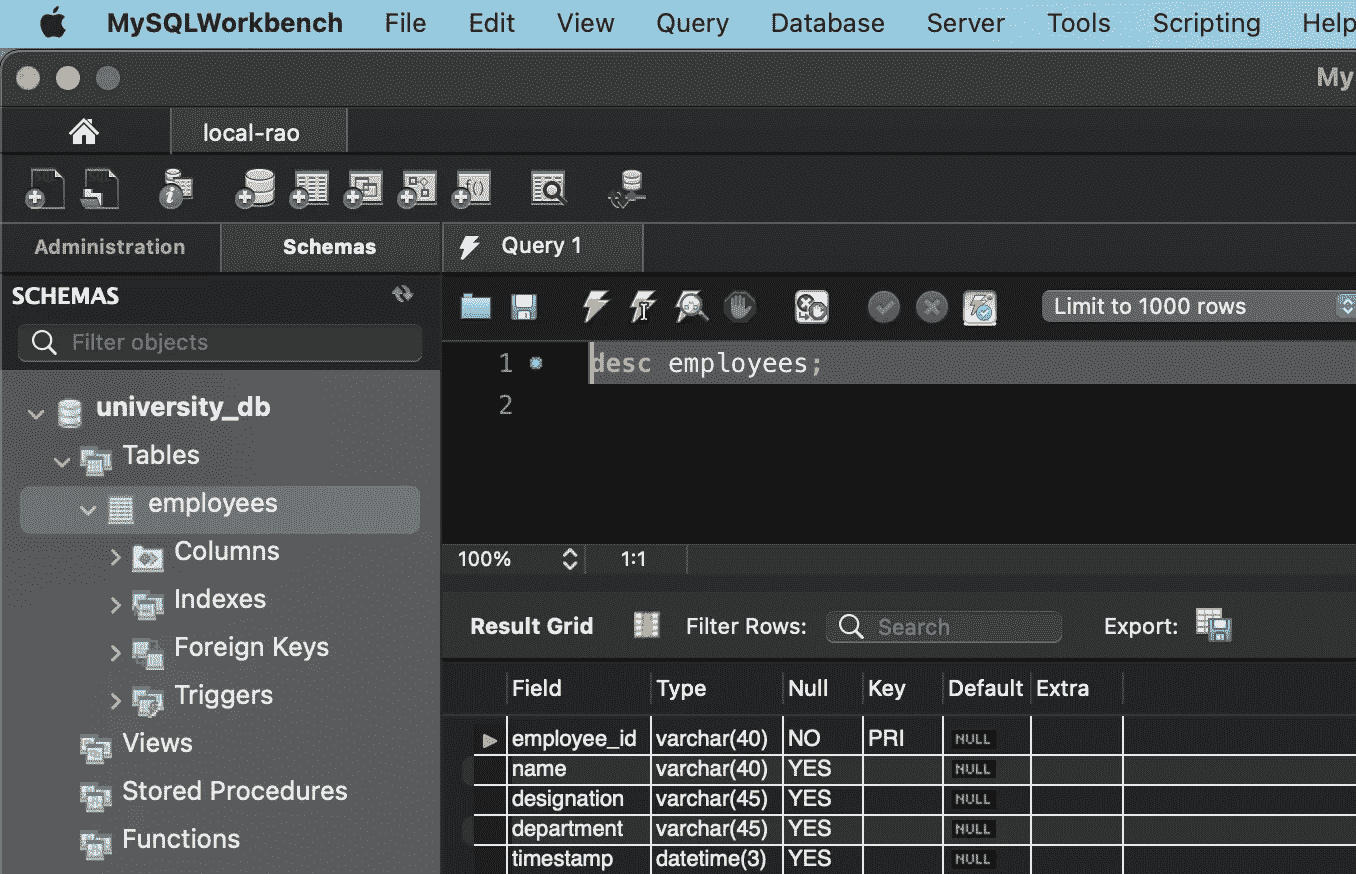 MySQLWorkbench File Edit View Query Database Server Tools Scripting Help
My
local-rao
Administration Schemas Query 1
SCHEMAS
Filter objects
Limit to 1000 rows
1 desc employees;
2
university_db
Tables
employees
Columns
Indexes
Foreign Keys
Triggers
Views
Stored Procedures
Functions
100% 1:1
Result Grid Filter Rows: Search Export:
Field Type Null Key Default Extra
employee_id varchar(40) NO PRI NULL
name varchar(40) YES NULL
designation varchar(45) YES NULL
department varchar(45) YES NULL
timestamp datetime(3) YES NULL